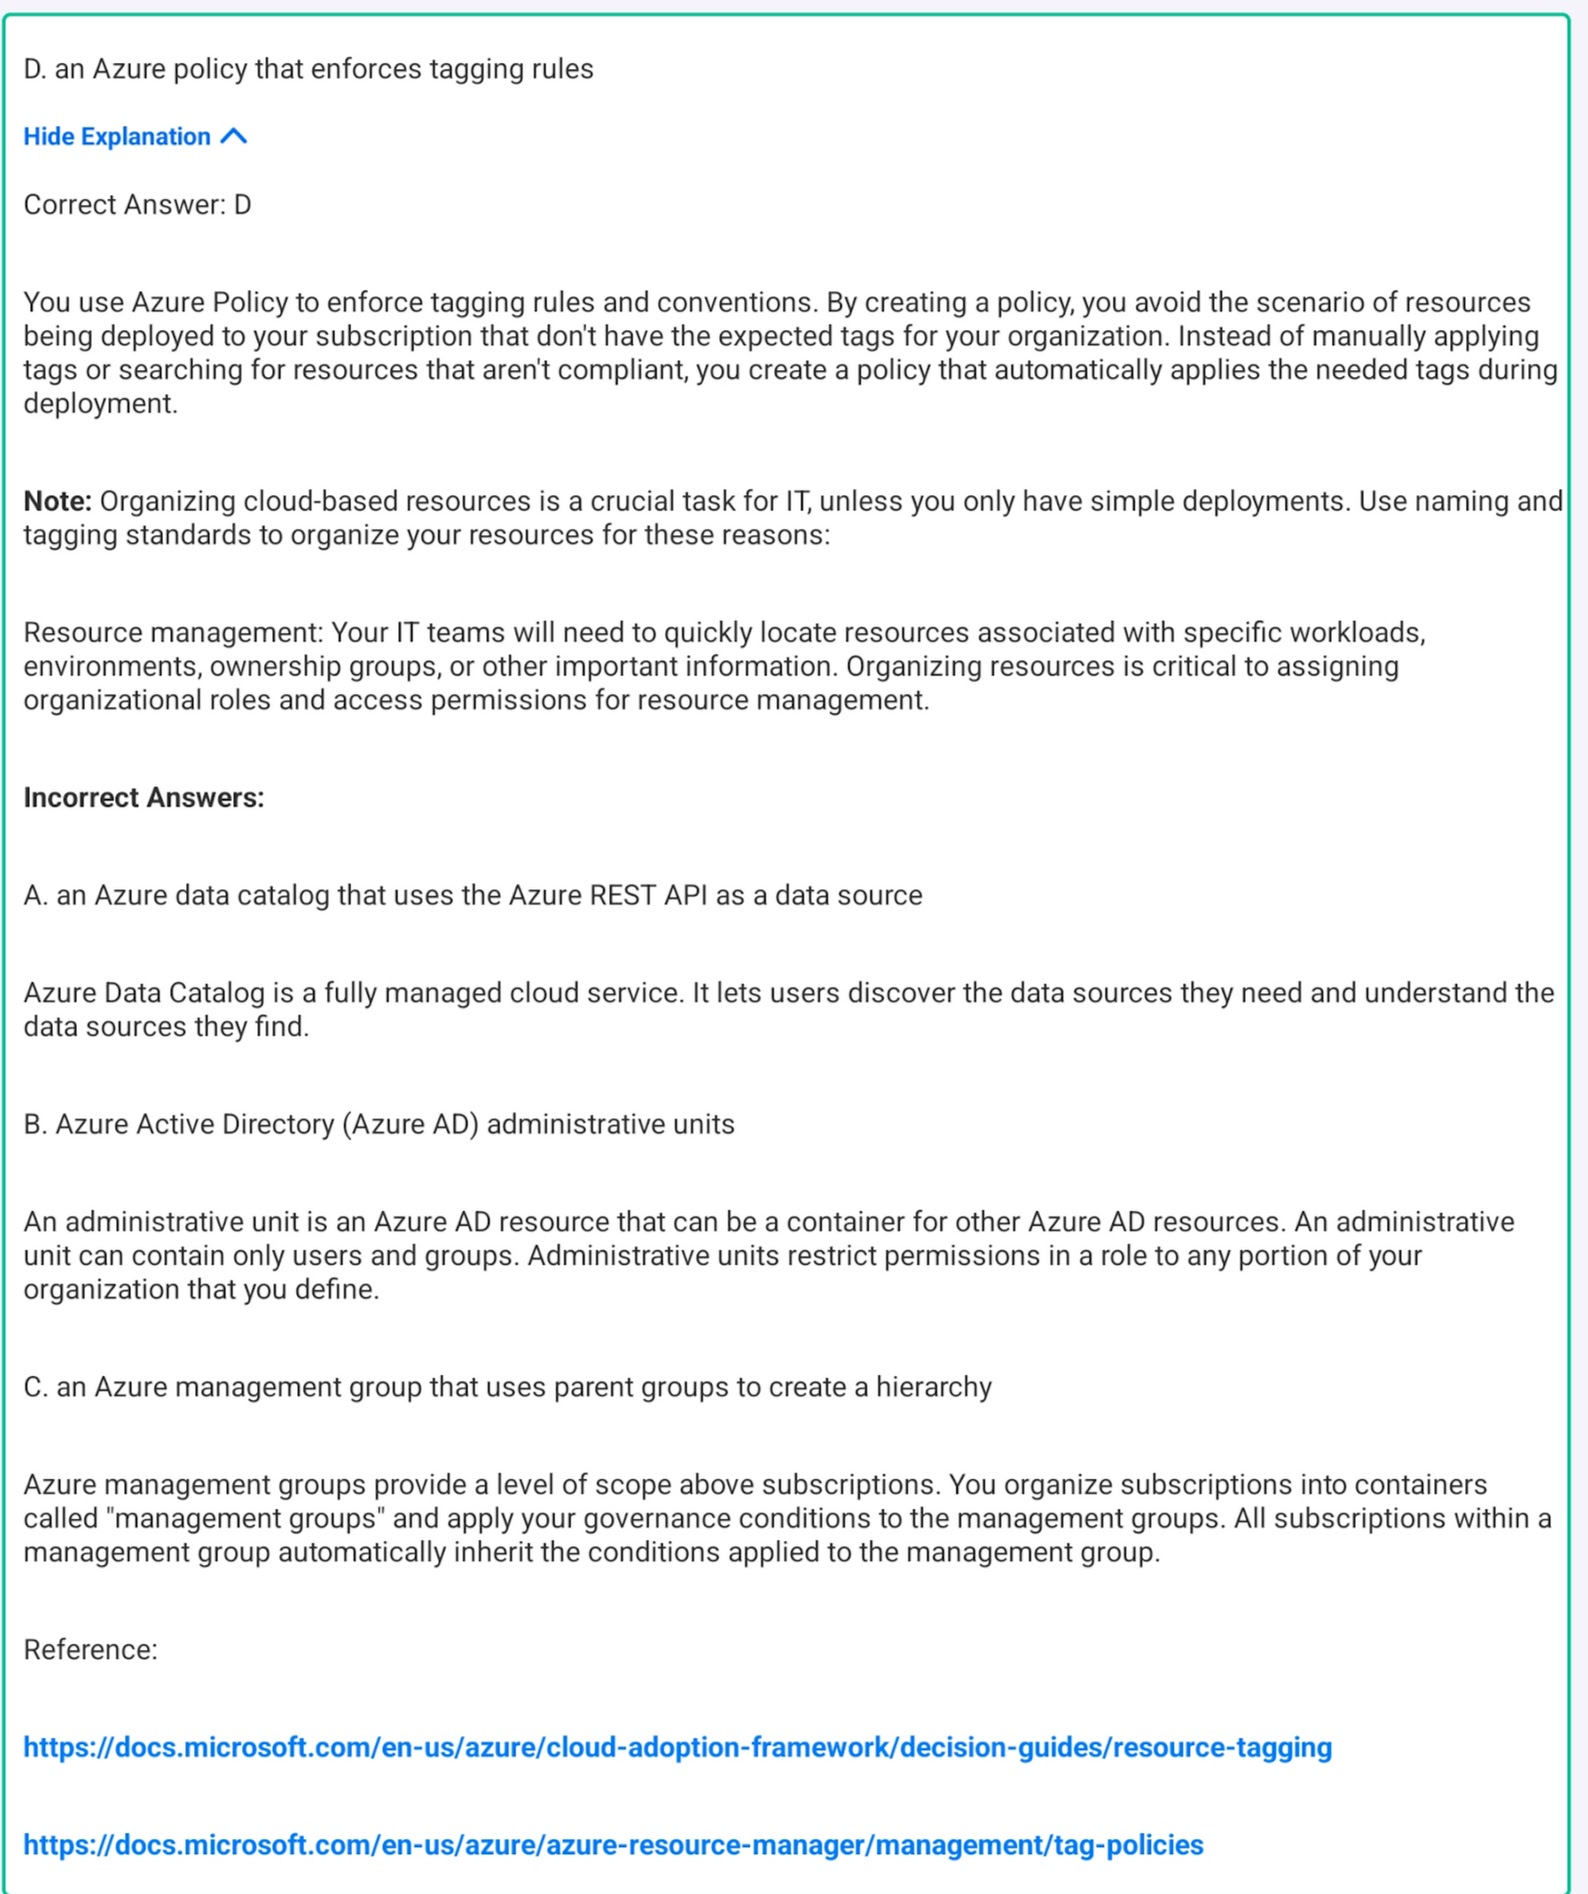 D. an Azure policy that enforces tagging rules
Hide Explanation
Correct Answer: D
You use Azure Policy to enforce tagging rules and conventions. By creating a policy, you avoid the scenario of resources
being deployed to your subscription that don't have the expected tags for your organization. Instead of manually applying
tags or searching for resources that aren't compliant, you create a policy that automatically applies the needed tags during
deployment.
Note: Organizing cloud-based resources is a crucial task for IT, unless you only have simple deployments. Use naming and
tagging standards to organize your resources for these reasons:
Resource management: Your IT teams will need to quickly locate resources associated with specific workloads,
environments, ownership groups, or other important information. Organizing resources is critical to assigning
organizational roles and access permissions for resource management.
Incorrect Answers:
A. an Azure data catalog that uses the Azure REST API as a data source
Azure Data Catalog is a fully managed cloud service. It lets users discover the data sources they need and understand the
data sources they find.
B. Azure Active Directory (Azure AD) administrative units
An administrative unit is an Azure AD resource that can be a container for other Azure AD resources. An administrative
unit can contain only users and groups. Administrative units restrict permissions in a role to any portion of your
organization that you define.
C. an Azure management group that uses parent groups to create a hierarchy
Azure management groups provide a level of scope above subscriptions. You organize subscriptions into containers
called "management groups" and apply your governance conditions to the management groups. All subscriptions within a
management group automatically inherit the conditions applied to the management group.
Reference:
https://docs.microsoft.com/en-us/azure/cloud-adoption-framework/decision-guides/resource-tagging
https://docs.microsoft.com/en-us/azure/azure-resource-manager/management/tag-policies